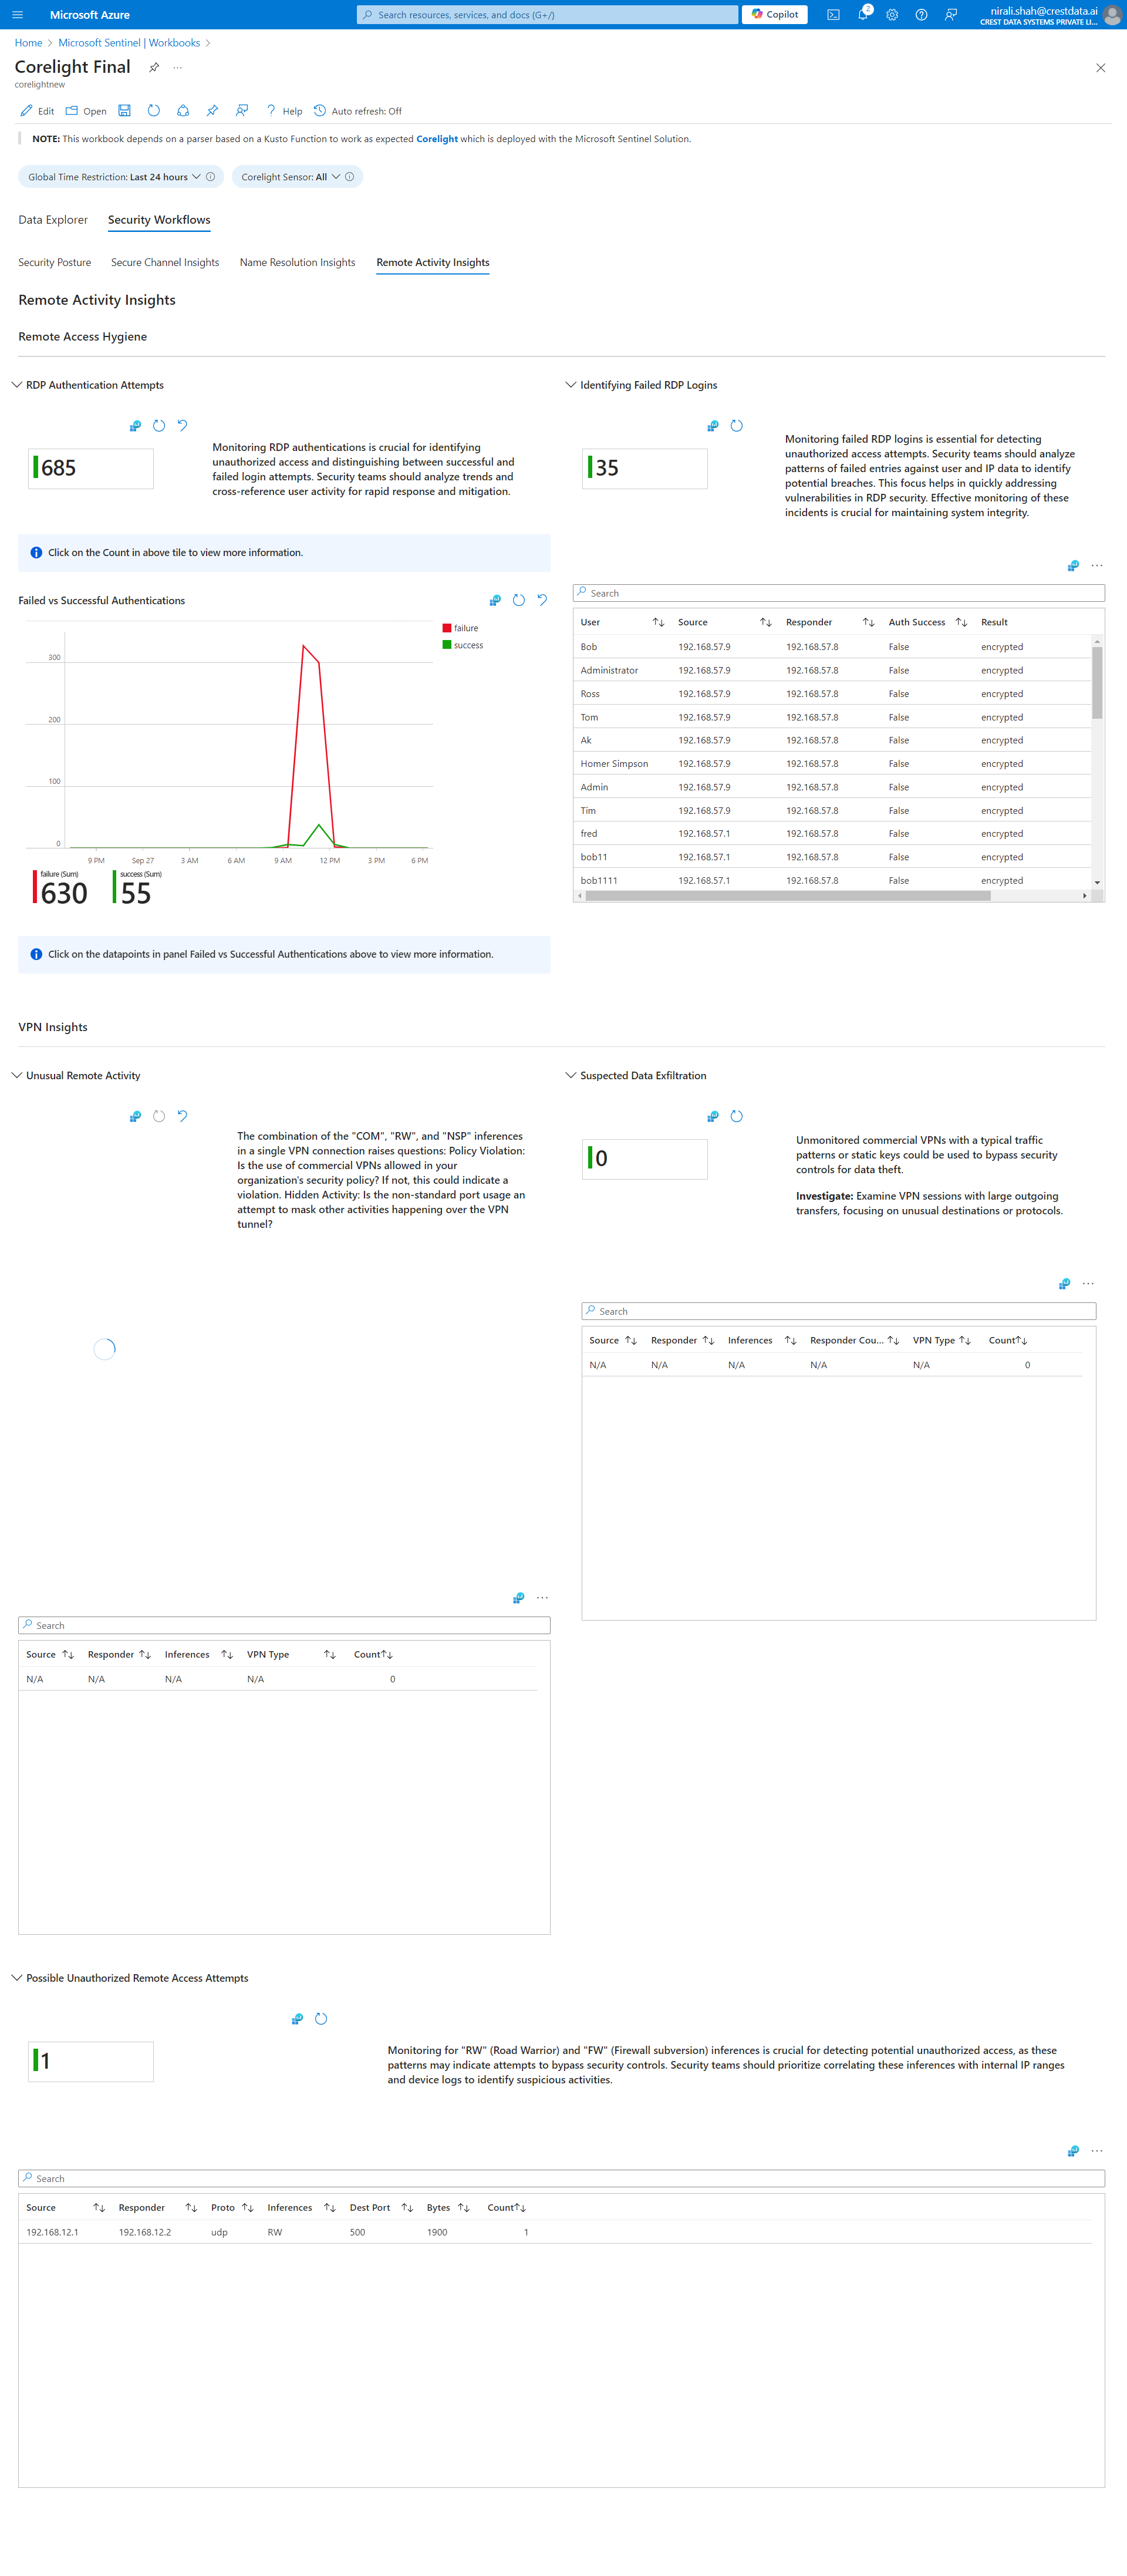 Microsoft Azure
Search resources, services, and docs (G+/)
Copilot
2
nirali.shah@crestdata.ai
CREST DATA SYSTEMS PRIVATE LI...
Home > Microsoft Sentinel | Workbooks >
Corelight Final
corelightnew
Edit Open Help Auto refresh: Off
NOTE: This workbook depends on a parser based on a Kusto Function to work as expected Corelight which is deployed with the Microsoft Sentinel Solution.
Global Time Restriction: Last 24 hours
Corelight Sensor: All
Data Explorer Security Workflows
Security Posture Secure Channel Insights Name Resolution Insights Remote Activity Insights
Remote Activity Insights
Remote Access Hygiene
RDP Authentication Attempts
685
Monitoring RDP authentications is crucial for identifying
unauthorized access and distinguishing between successful and
failed login attempts. Security teams should analyze trends and
cross-reference user activity for rapid response and mitigation.
Click on the Count in above tile to view more information.
Failed vs Successful Authentications
failure
success
300
200
100
0
9 PM Sep 27 3 AM 6 AM 9 AM 12 PM 3 PM 6 PM
failure (Sum)
630
success (Sum)
55
Click on the datapoints in panel Failed vs Successful Authentications above to view more information.
Identifying Failed RDP Logins
35
Monitoring failed RDP logins is essential for detecting
unauthorized access attempts. Security teams should analyze
patterns of failed entries against user and IP data to identify
potential breaches. This focus helps in quickly addressing
vulnerabilities in RDP security. Effective monitoring of these
incidents is crucial for maintaining system integrity.
Search
User Source Responder Auth Success Result
Bob 192.168.57.9 192.168.57.8 False encrypted
Administrator 192.168.57.9 192.168.57.8 False encrypted
Ross 192.168.57.9 192.168.57.8 False encrypted
Tom 192.168.57.9 192.168.57.8 False encrypted
Ak 192.168.57.9 192.168.57.8 False encrypted
Homer Simpson 192.168.57.9 192.168.57.8 False encrypted
Admin 192.168.57.9 192.168.57.8 False encrypted
Tim 192.168.57.9 192.168.57.8 False encrypted
fred 192.168.57.1 192.168.57.8 False encrypted
bob11 192.168.57.1 192.168.57.8 False encrypted
bob1111 192.168.57.1 192.168.57.8 False encrypted
VPN Insights
Unusual Remote Activity
The combination of the "COM", "RW", and "NSP" inferences
in a single VPN connection raises questions: Policy Violation:
Is the use of commercial VPNs allowed in your
organization's security policy? If not, this could indicate a
violation. Hidden Activity: Is the non-standard port usage an
attempt to mask other activities happening over the VPN
tunnel?
Search
Source Responder Inferences VPN Type Count
N/A N/A N/A N/A 0
Suspected Data Exfiltration
0
Unmonitored commercial VPNs with a typical traffic
patterns or static keys could be used to bypass security
controls for data theft.
Investigate: Examine VPN sessions with large outgoing
transfers, focusing on unusual destinations or protocols.
Search
Source Responder Inferences Responder Cou... VPN Type Count
N/A N/A N/A N/A N/A 0
Possible Unauthorized Remote Access Attempts
1
Monitoring for "RW" (Road Warrior) and "FW" (Firewall subversion) inferences is crucial for detecting potential unauthorized access, as these
patterns may indicate attempts to bypass security controls. Security teams should prioritize correlating these inferences with internal IP ranges
and device logs to identify suspicious activities.
Search
Source Responder Proto Inferences Dest Port Bytes Count
192.168.12.1 192.168.12.2 udp RW 500 1900 1